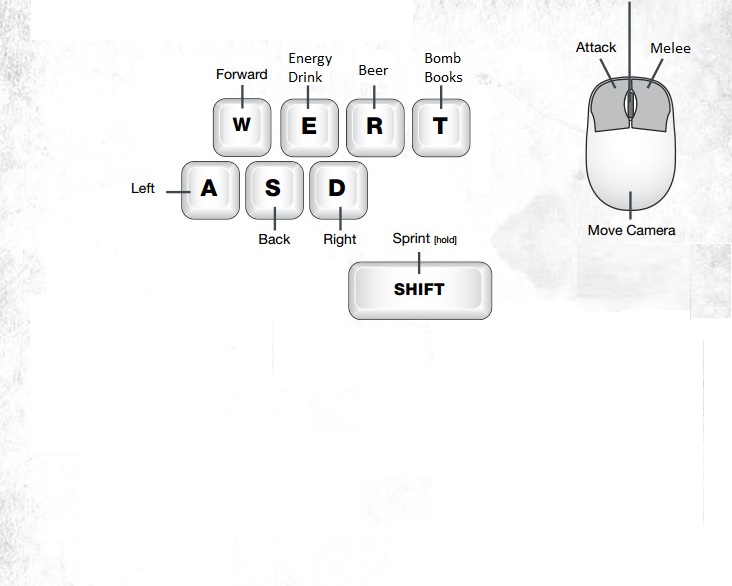 Attack Melee
Energy
Drink
Bomb
Books
Beer
Forward
W E R T
Left
A S D
Back Right Sprint [hold]
Move Camera
SHIFT